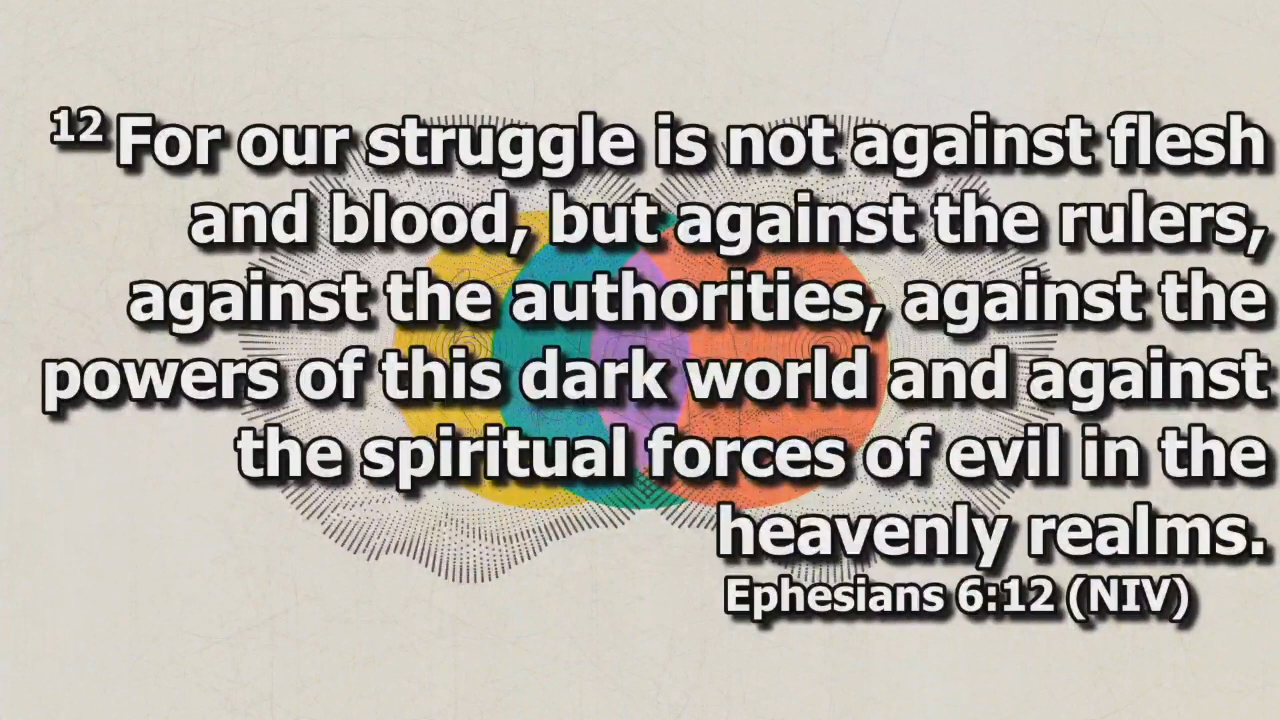 12 For our struggle is not against flesh
and blood, but against the rulers,
against the authorities, against the
powers of this dark world and against
the spiritual forces of evil in the
heavenly realms.
Ephesians 6:12 (NIV)